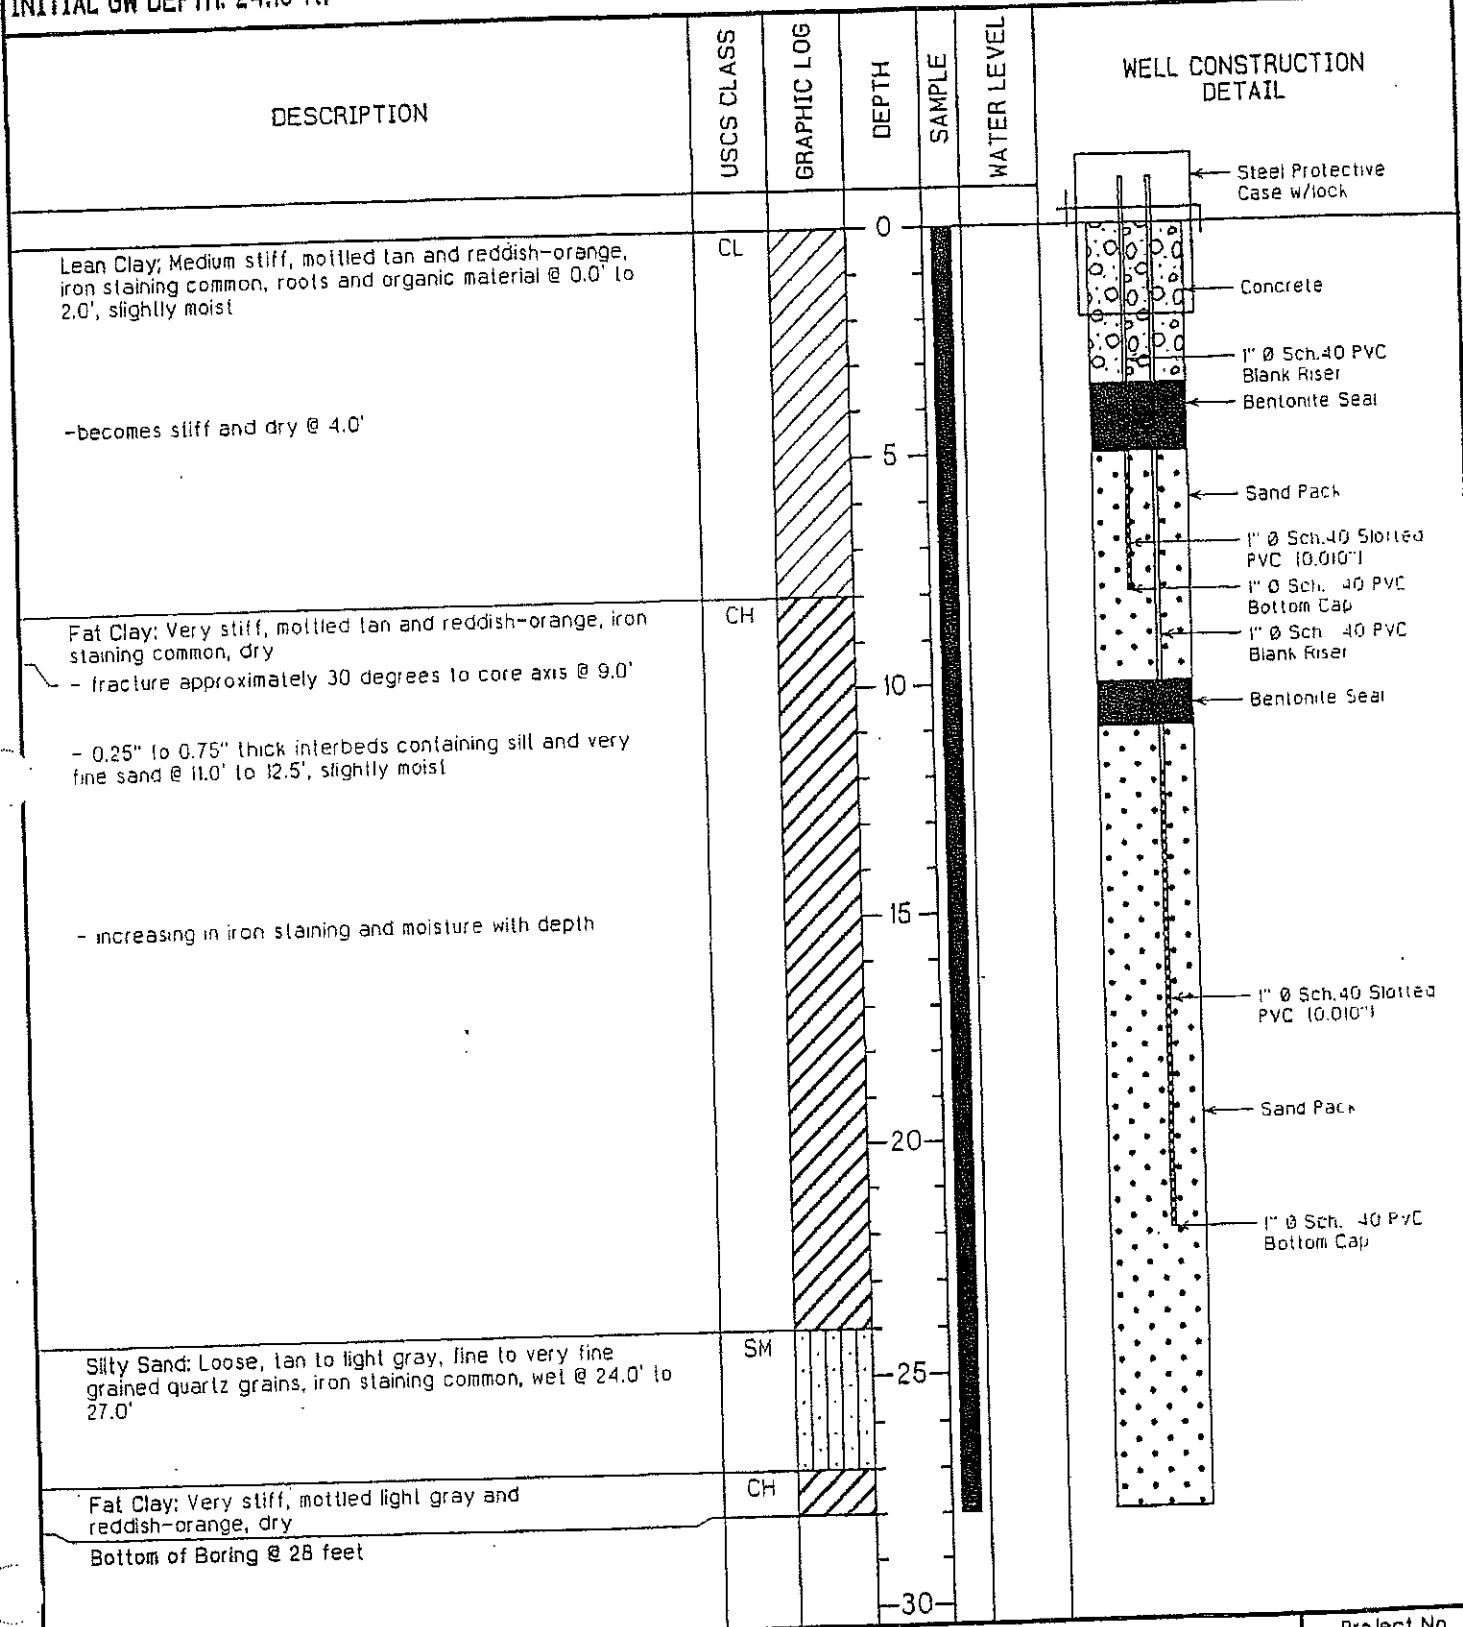 INITIAL GW DEPTH:
DESCRIPTION
USCS CLASS
GRAPHIC LOG
DEPTH
SAMPLE
WATER LEVEL
WELL CONSTRUCTION
DETAIL
Steel Protective
Case w/lock
0
Lean Clay; Medium stiff, mottled tan and reddish-orange,
iron staining common, roots and organic material @ 0.0' to
2.0', slightly moist
CL
Concrete
1" Ø Sch.40 PVC
Blank Riser
Bentonite Seal
-becomes stiff and dry @ 4.0'
5
Sand Pack
1" Ø Sch.40 Slotted
PVC (0.010")
1" Ø Sch. 40 PVC
Bottom Cap
1" Ø Sch 40 PVC
Blank Riser
Fat Clay: Very stiff, mottled tan and reddish-orange, iron
staining common, dry
CH
- fracture approximately 30 degrees to core axis @ 9.0'
10
Bentonite Seal
- 0.25" to 0.75" thick interbeds containing silt and very
fine sand @ 11.0' to 12.5', slightly moist
15
- increasing in iron staining and moisture with depth
1" Ø Sch.40 Slotted
PVC (0.010")
Sand Pack
20
1" Ø Sch. 40 PVC
Bottom Cap
Silty Sand: Loose, tan to light gray, fine to very fine
grained quartz grains, iron staining common, wet @ 24.0' to
27.0'
SM
25
Fat Clay: Very stiff, mottled light gray and
reddish-orange, dry
CH
Bottom of Boring @ 28 feet
30
Project No.